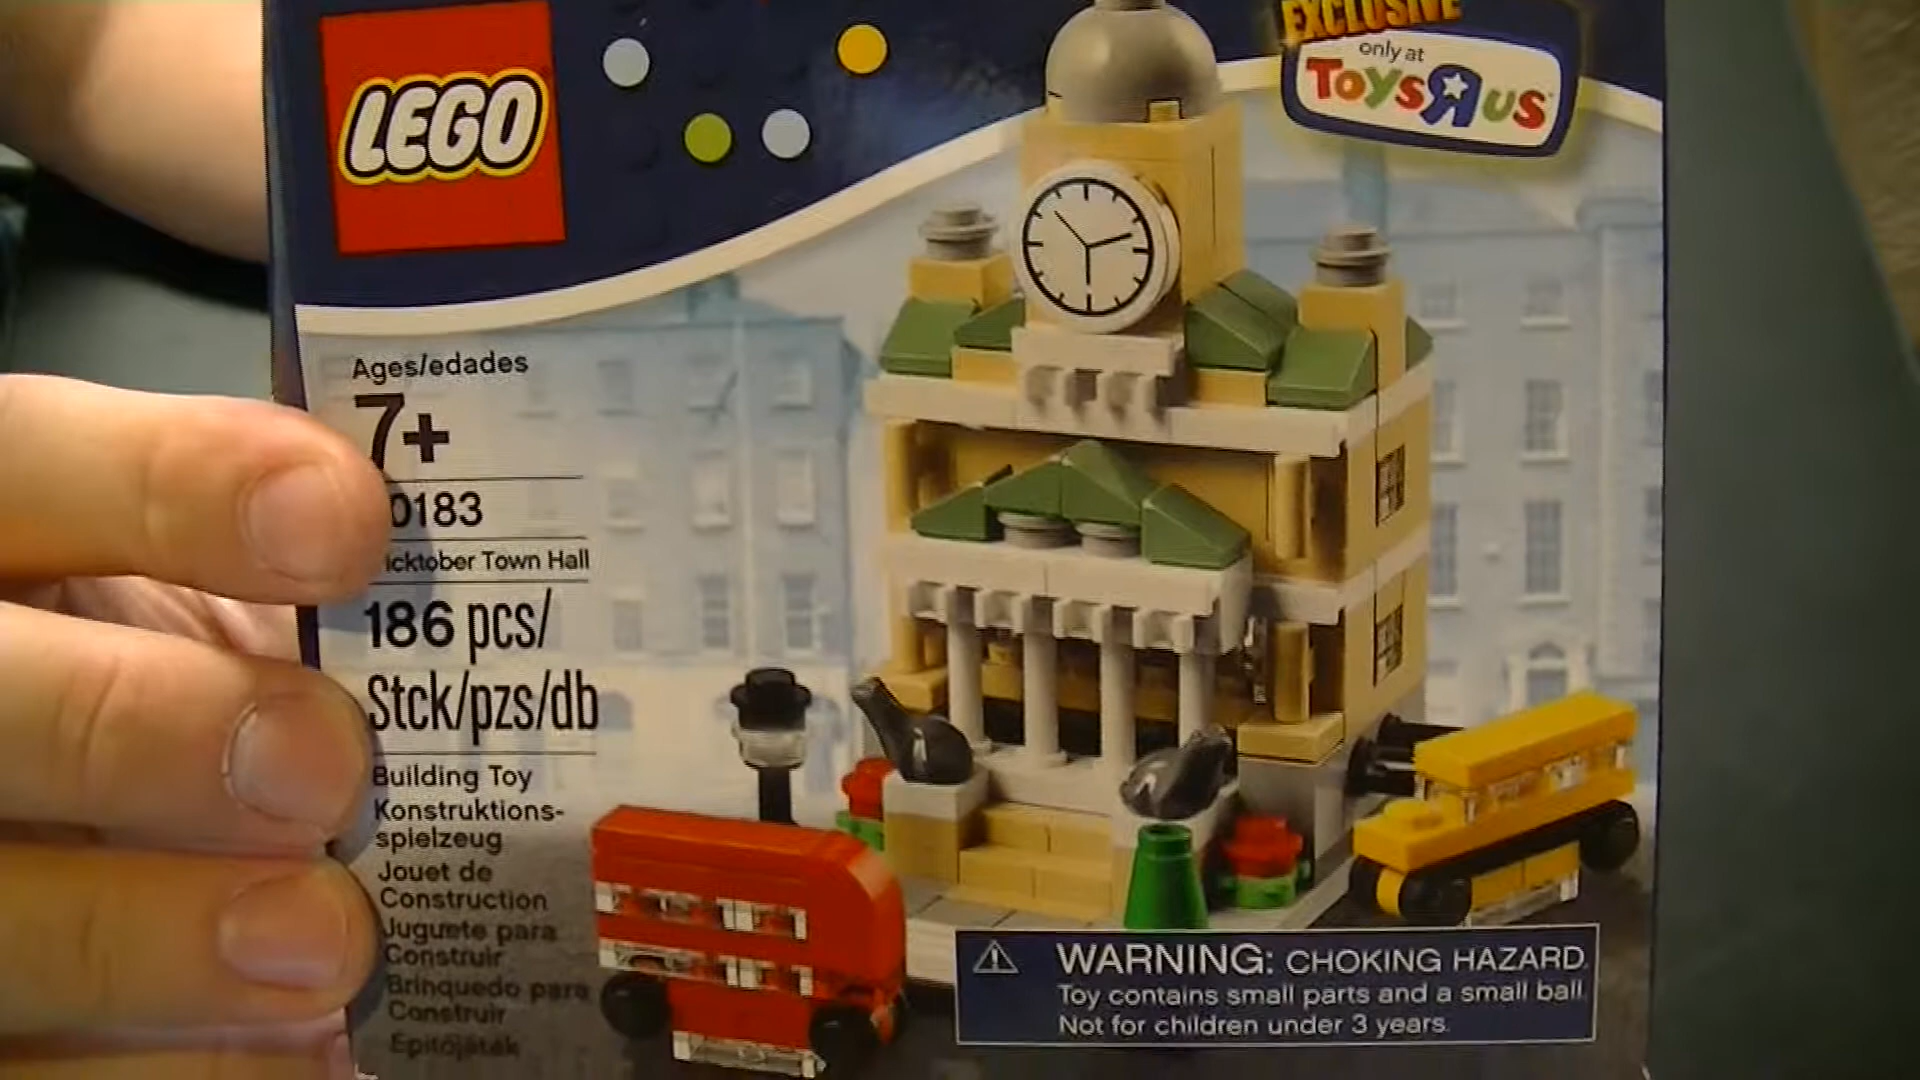 LEGO
EXCLUSIVE
only at
ToysRus
Ages/edades
7+
0183
icktober Town Hall
186 pcs/
Stck/pzs/db
Building Toy
Konstruktions-
spielzeug
Jouet de
Construction
Juguete para
Construir
Brinquedo para
Construir
Építőjáték
WARNING: CHOKING HAZARD.
Toy contains small parts and a small ball.
Not for children under 3 years.